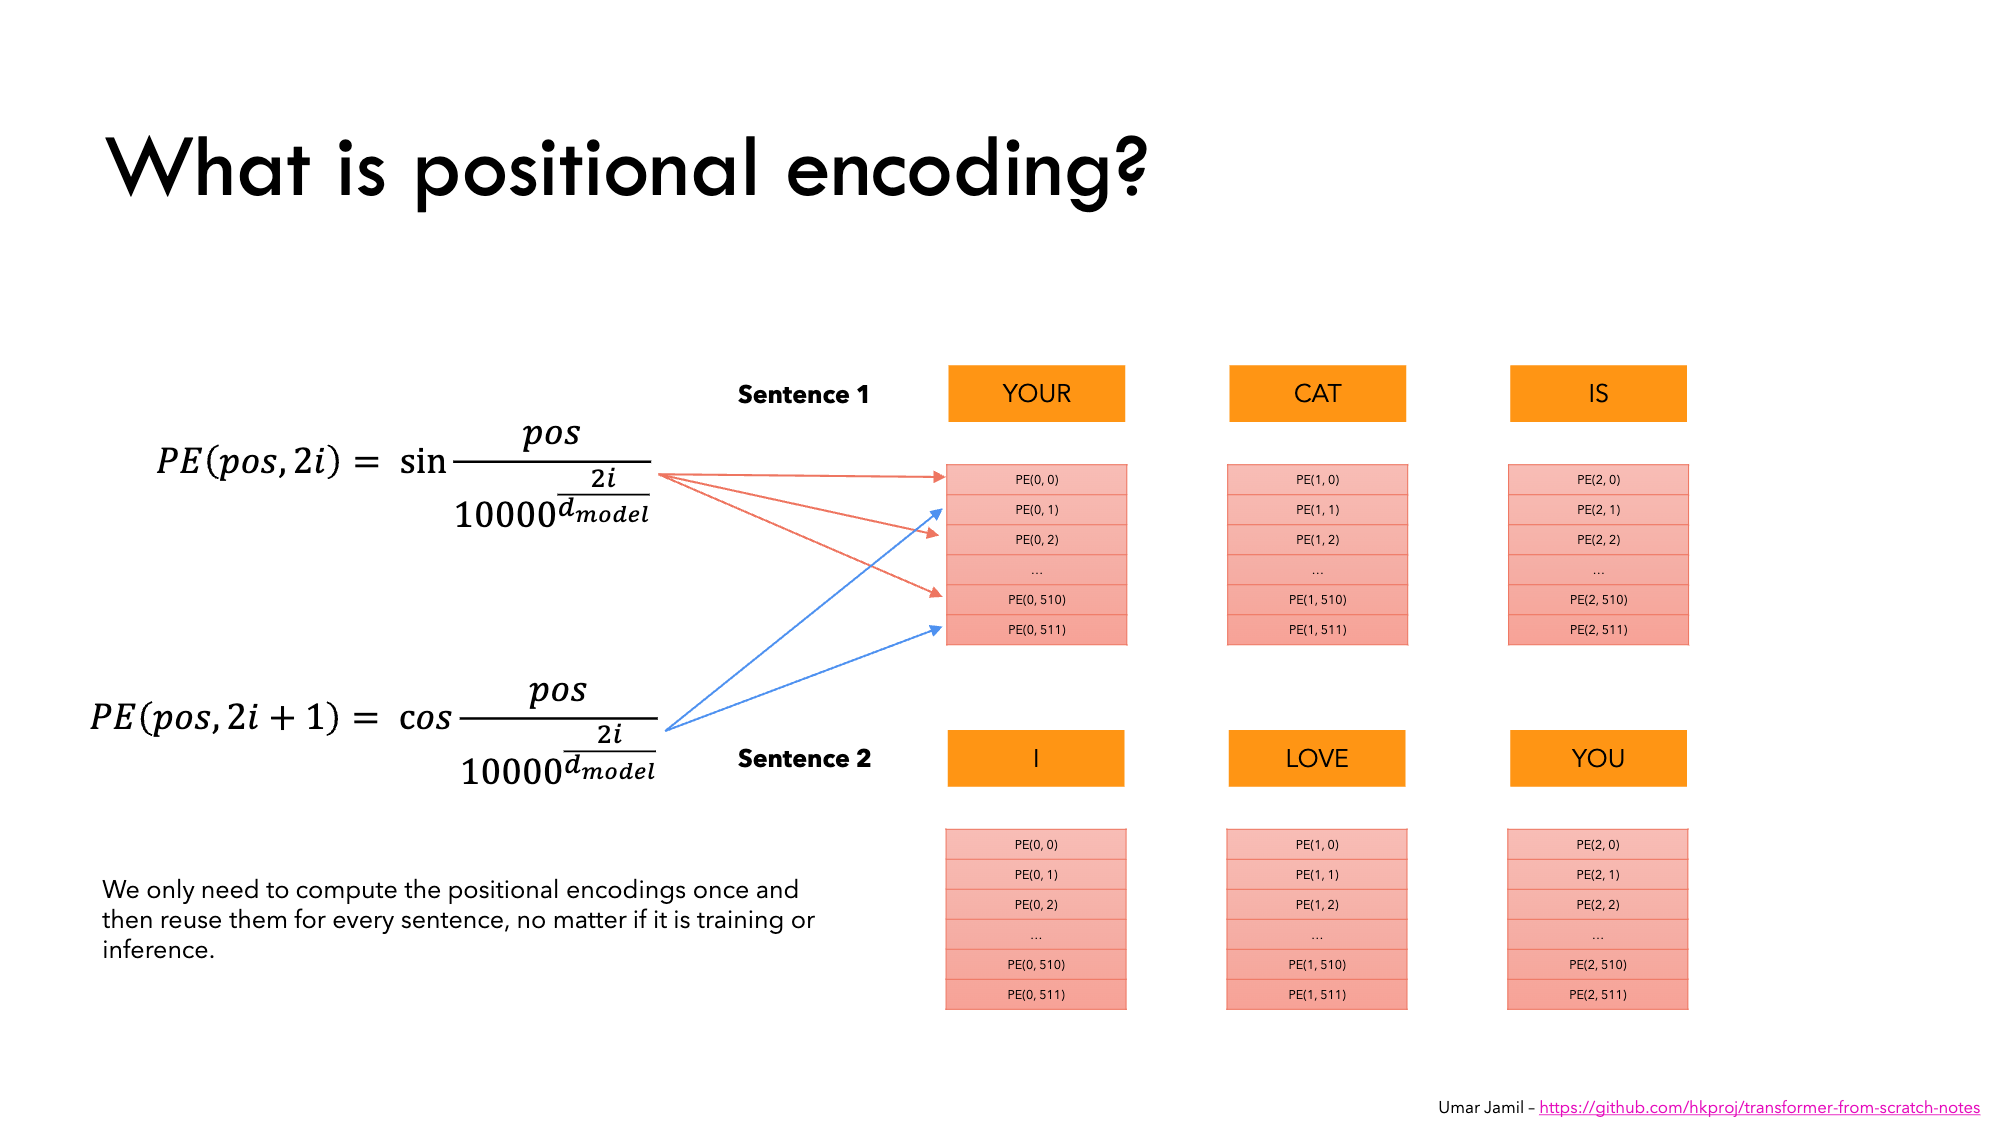 What is positional encoding?
Sentence 1
YOUR
CAT
IS
PE(pos, 2i) = sin pos / 10000^(2i / d_model)
PE(0, 0)
PE(0, 1)
PE(0, 2)
...
PE(0, 510)
PE(0, 511)
PE(1, 0)
PE(1, 1)
PE(1, 2)
...
PE(1, 510)
PE(1, 511)
PE(2, 0)
PE(2, 1)
PE(2, 2)
...
PE(2, 510)
PE(2, 511)
PE(pos, 2i + 1) = cos pos / 10000^(2i / d_model)
Sentence 2
I
LOVE
YOU
PE(0, 0)
PE(0, 1)
PE(0, 2)
...
PE(0, 510)
PE(0, 511)
PE(1, 0)
PE(1, 1)
PE(1, 2)
...
PE(1, 510)
PE(1, 511)
PE(2, 0)
PE(2, 1)
PE(2, 2)
...
PE(2, 510)
PE(2, 511)
We only need to compute the positional encodings once and
then reuse them for every sentence, no matter if it is training or
inference.
Umar Jamil – https://github.com/hkproj/transformer-from-scratch-notes